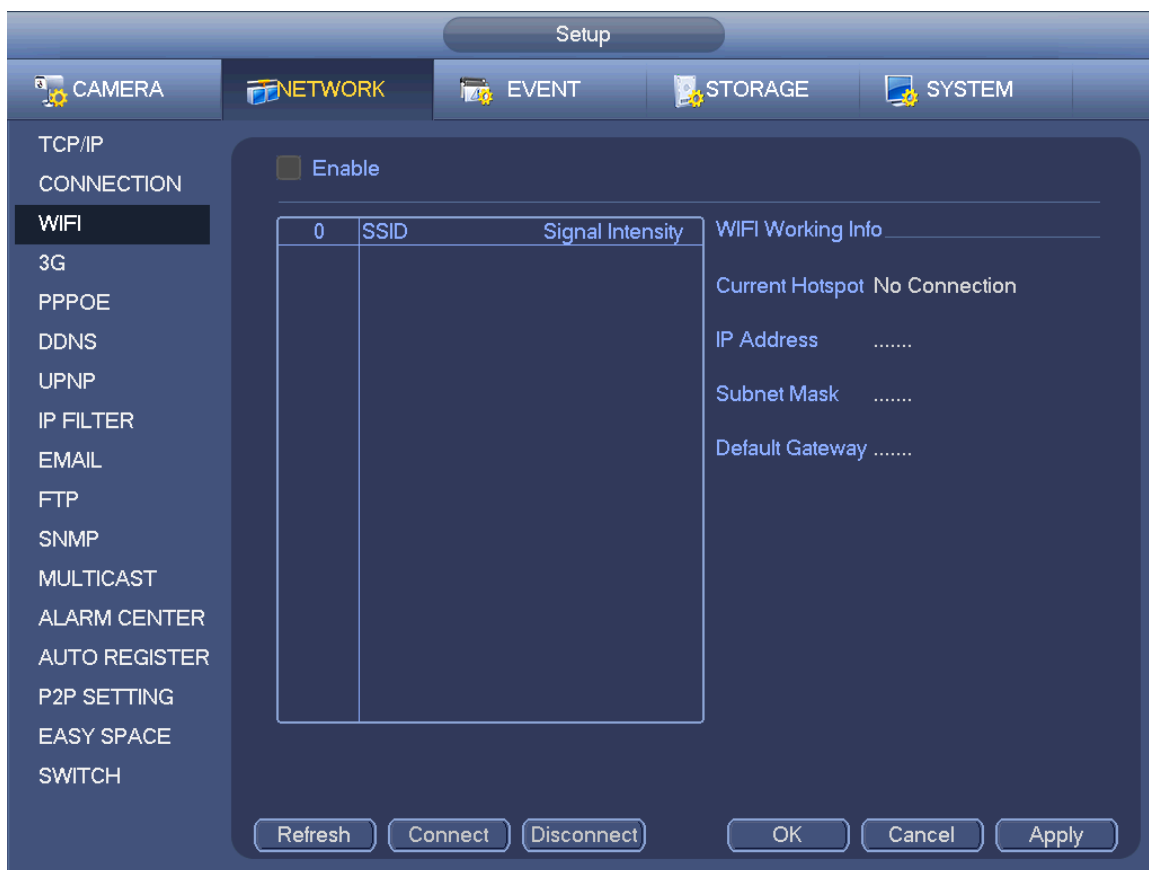 Setup
CAMERA NETWORK EVENT STORAGE SYSTEM
TCP/IP
CONNECTION
WIFI
3G
PPPOE
DDNS
UPNP
IP FILTER
EMAIL
FTP
SNMP
MULTICAST
ALARM CENTER
AUTO REGISTER
P2P SETTING
EASY SPACE
SWITCH
Enable
0 SSID Signal Intensity
WIFI Working Info
Current Hotspot No Connection
IP Address .......
Subnet Mask .......
Default Gateway .......
Refresh Connect Disconnect OK Cancel Apply